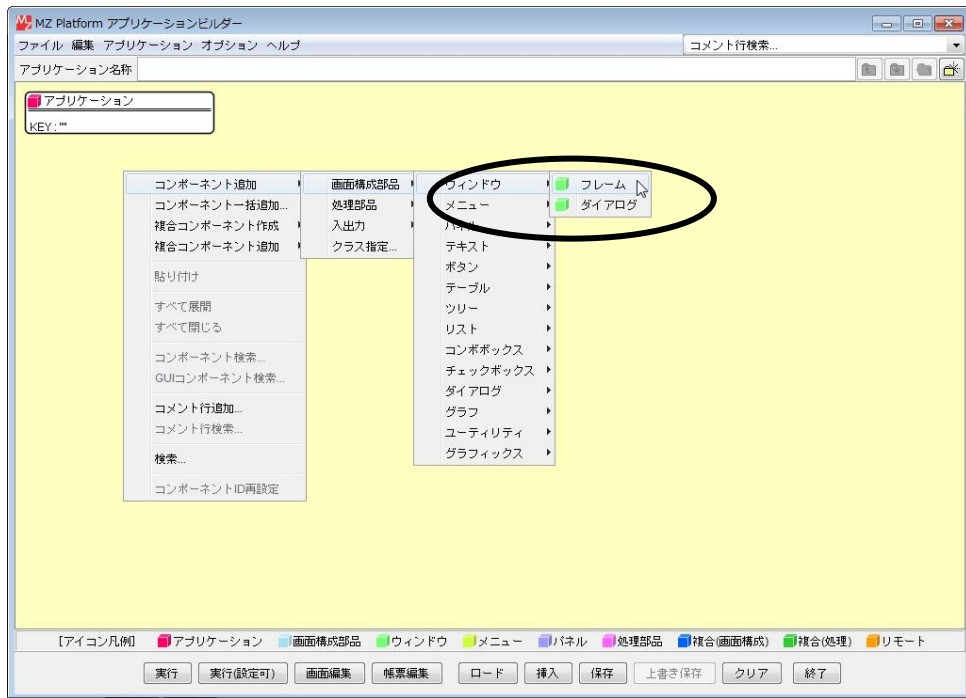 MZ Platform アプリケーションビルダー
ファイル 編集 アプリケーション オプション ヘルプ
コメント行検索...
アプリケーション名称
アプリケーション
KEY : ""
コンポーネント追加
コンポーネント一括追加...
複合コンポーネント作成
複合コンポーネント追加
貼り付け
すべて展開
すべて閉じる
コンポーネント検索...
GUIコンポーネント検索...
コメント行追加...
コメント行検索...
検索...
コンポーネントID再設定
画面構成部品
処理部品
入出力
クラス指定...
ウィンドウ
メニュー
パネル
テキスト
ボタン
テーブル
ツリー
リスト
コンボボックス
チェックボックス
ダイアログ
グラフ
ユーティリティ
グラフィックス
フレーム
ダイアログ
[アイコン凡例] アプリケーション 画面構成部品 ウィンドウ メニュー パネル 処理部品 複合(画面構成) 複合(処理) リモート
実行 実行(設定可) 画面編集 帳票編集 ロード 挿入 保存 上書き保存 クリア 終了